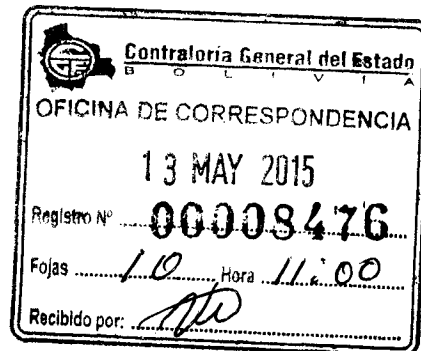 Contraloría General del Estado
B O L I V I A
OFICINA DE CORRESPONDENCIA
13 MAY 2015
Registro Nº 00008476
Fojas 10 Hora 11:00
Recibido por: